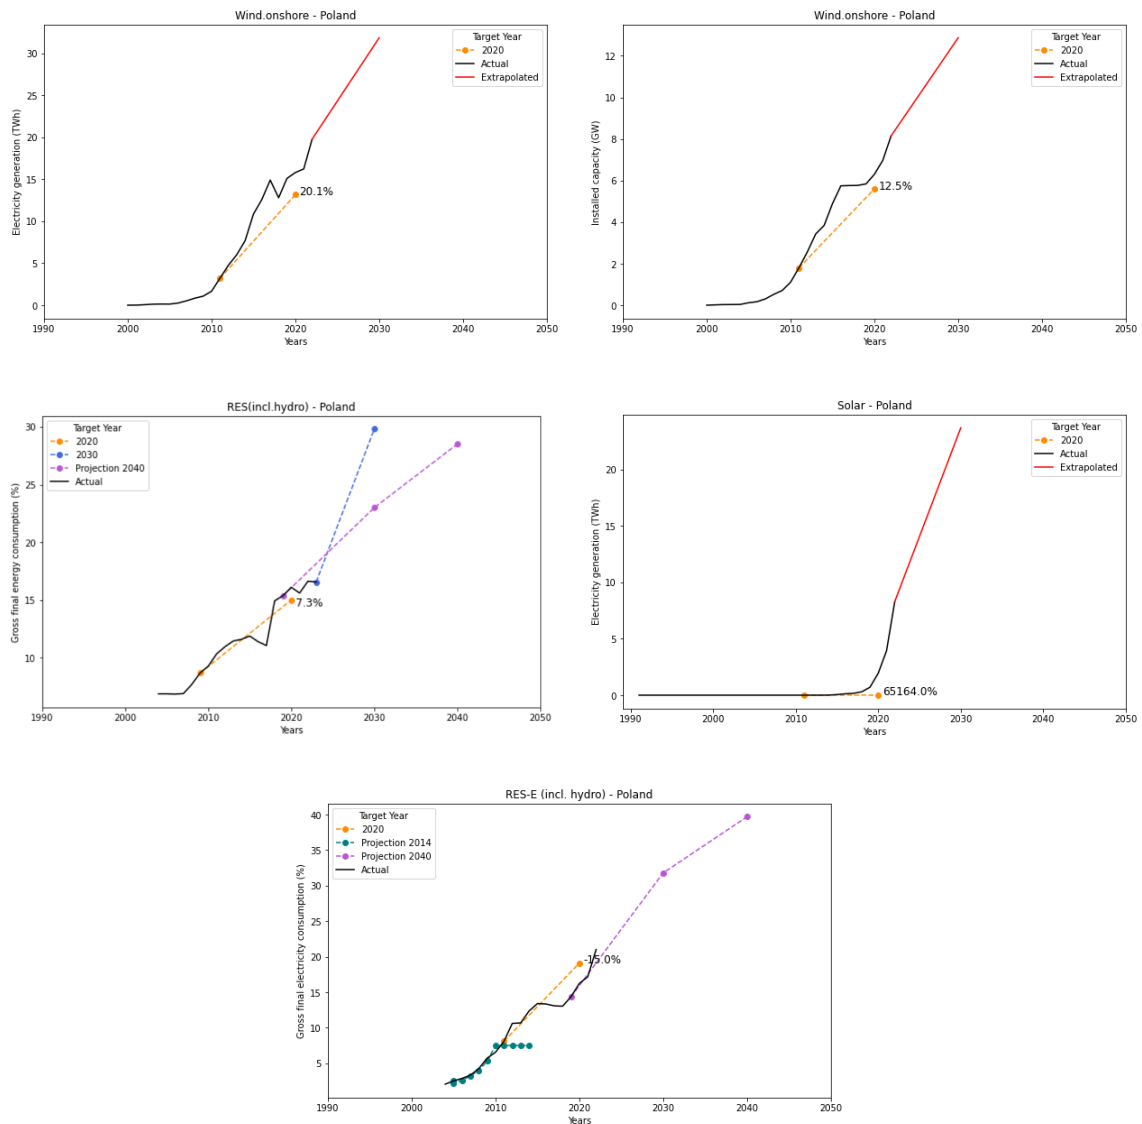 Wind.onshore - Poland
Electricity generation (TWh)
30
25
20
15
10
5
0
Target Year
2020
Actual
Extrapolated
20.1%
1990 2000 2010 2020 2030 2040 2050
Years
Wind.onshore - Poland
Installed capacity (GW)
12
10
8
6
4
2
0
Target Year
2020
Actual
Extrapolated
12.5%
1990 2000 2010 2020 2030 2040 2050
Years
RES(incl.hydro) - Poland
Gross final energy consumption (%)
30
25
20
15
10
Target Year
2020
2030
Projection 2040
Actual
7.3%
1990 2000 2010 2020 2030 2040 2050
Years
Solar - Poland
Electricity generation (TWh)
20
15
10
5
0
Target Year
2020
Actual
Extrapolated
65164.0%
1990 2000 2010 2020 2030 2040 2050
Years
RES-E (incl. hydro) - Poland
Gross final electricity consumption (%)
40
35
30
25
20
15
10
5
Target Year
2020
Projection 2014
Projection 2040
Actual
-15.0%
1990 2000 2010 2020 2030 2040 2050
Years